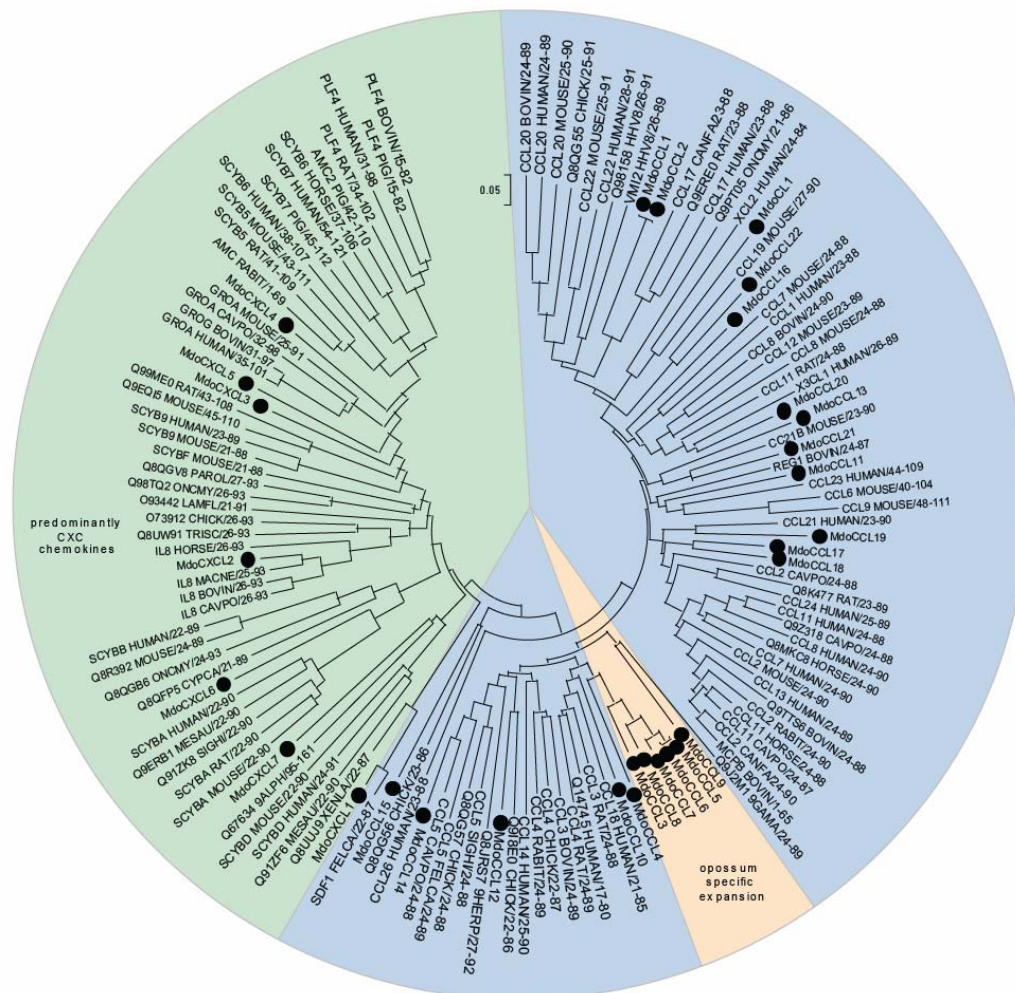 PLF4 BOVIN/15-82
PLF4 PIG/15-82
PLF4 HUMAN/31-98
PLF4 RAT/34-102
AMC2 PIG/42-110
SCYB6 HORSE/37-106
SCYB7 HUMAN/54-121
SCYB7 PIG/45-112
SCYB6 HUMAN/38-107
SCYB5 MOUSE/43-111
SCYB5 RAT/41-109
AMC RABIT/1-69
MdoCXCL4
GROA MOUSE/25-91
GROA CAVPO/32-98
GROG BOVIN/31-97
GROA HUMAN/35-101
MdoCXCL5
MdoCXCL3
Q99ME0 RAT/43-108
Q9EQI5 MOUSE/45-110
SCYB9 HUMAN/23-89
SCYB9 MOUSE/21-88
SCYBF MOUSE/21-88
Q8QGV8 PAROL/27-93
Q98TQ2 ONCMY/26-93
O93442 LAMFL/21-91
O73912 CHICK/26-93
Q8UW91 TRISC/26-93
IL8 HORSE/26-93
MdoCXCL2
IL8 MACNE/25-93
IL8 BOVIN/26-93
IL8 CAVPO/26-93
SCYBB HUMAN/22-89
Q8R392 MOUSE/24-89
Q8QGB6 ONCMY/24-93
Q8QFP5 CYPCA/21-89
MdoCXCL6
SCYBA HUMAN/22-90
Q9ERB1 MESAU/22-90
Q91ZK8 SIGHI/22-90
SCYBA RAT/22-90
SCYBA MOUSE/22-90
MdoCXCL7
Q67634 9ALPH/95-161
SCYBD MOUSE/22-90
SCYBD HUMAN/24-91
Q91ZF6 MESAU/22-90
Q8UUJ9 XENLA/22-87
MdoCXCL1
SDF1 FELCA/22-87
predominantly
CXC
chemokines
0.05
CCL20 BOVIN/24-89
CCL20 HUMAN/24-89
CCL20 MOUSE/25-90
Q8QG55 CHICK/25-91
CCL22 MOUSE/25-91
CCL22 HUMAN/28-91
Q98158 HHV8/26-91
VMI2 HHV8/26-89
MdoCCL1
MdoCCL2
CCL17 CANFA/23-88
Q9ERE0 RAT/23-88
CCL17 HUMAN/23-88
Q9PT05 ONCMY/21-86
XCL2 HUMAN/24-84
MdoCL1
CCL19 MOUSE/27-90
MdoCCL22
MdoCCL16
CCL7 MOUSE/24-88
CCL1 HUMAN/23-88
CCL8 BOVIN/24-90
CCL12 MOUSE/23-89
CCL8 MOUSE/24-88
CCL11 RAT/24-88
X3CL1 HUMAN/26-89
MdoCCL20
MdoCCL13
CC21B MOUSE/23-90
MdoCCL21
REG1 BOVIN/24-87
MdoCCL11
CCL23 HUMAN/44-109
CCL6 MOUSE/40-104
CCL9 MOUSE/48-111
CCL21 HUMAN/23-90
MdoCCL19
MdoCCL17
MdoCCL18
CCL2 CAVPO/24-88
Q8K477 RAT/23-89
CCL24 HUMAN/25-89
CCL11 HUMAN/24-88
Q9Z318 CAVPO/24-88
CCL8 HUMAN/24-90
Q8MKC8 HORSE/24-90
CCL7 HUMAN/24-90
CCL2 MOUSE/24-90
CCL13 HUMAN/24-89
Q9TTS6 BOVIN/24-88
CCL2 RABIT/24-90
CCL11 HORSE/24-88
CCL11 CAVPO/24-87
CCL2 CANFA/24-90
MCPB BOVIN/1-65
MdoCCL9
MdoCCL5
MdoCCL6
MdoCCL7
MdoCCL8
MdoCCL3
opossum
specific
expansion
MdoCCL4
MdoCCL10
CCL18 HUMAN/21-85
CCL3 RAT/24-88
Q14745 HUMAN/17-80
CCL4 RAT/24-89
CCL3 BOVIN/24-89
CCL4 CHICK/22-87
CCL4 RABIT/24-89
CCL14 HUMAN/25-90
Q9I8E0 CHICK/22-86
MdoCCL12
Q8JRS7 9HERP/27-92
CCL5 SIGHI/24-88
Q8QG57 CHICK/24-88
CCL5 FELCA/24-89
CCL5 CAVPO/24-88
MdoCCL14
CCL26 HUMAN/23-88
Q8QG56 CHICK/25-86
MdoCCL15